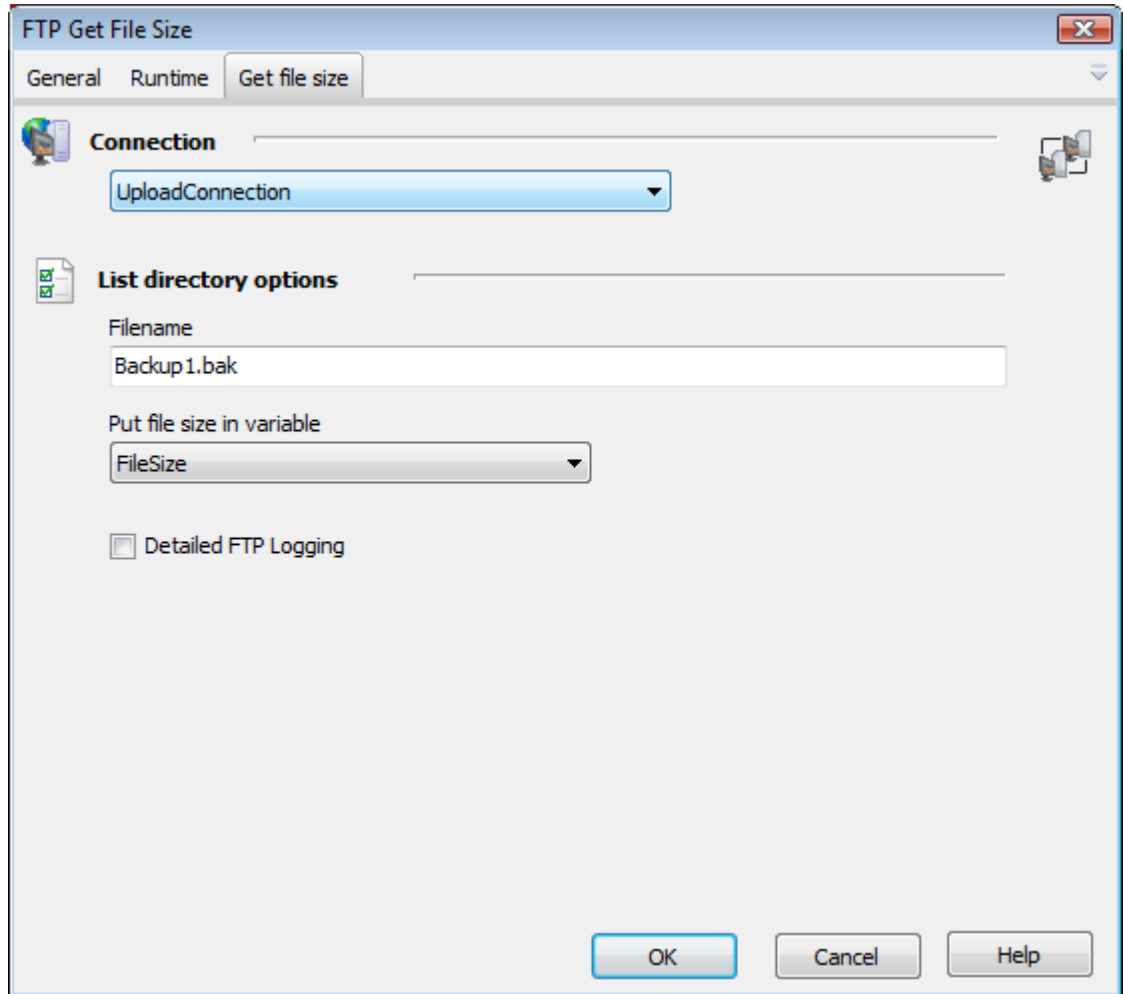 FTP Get File Size
General Runtime Get file size
Connection
UploadConnection
List directory options
Filename
Backup1.bak
Put file size in variable
FileSize
Detailed FTP Logging
OK Cancel Help